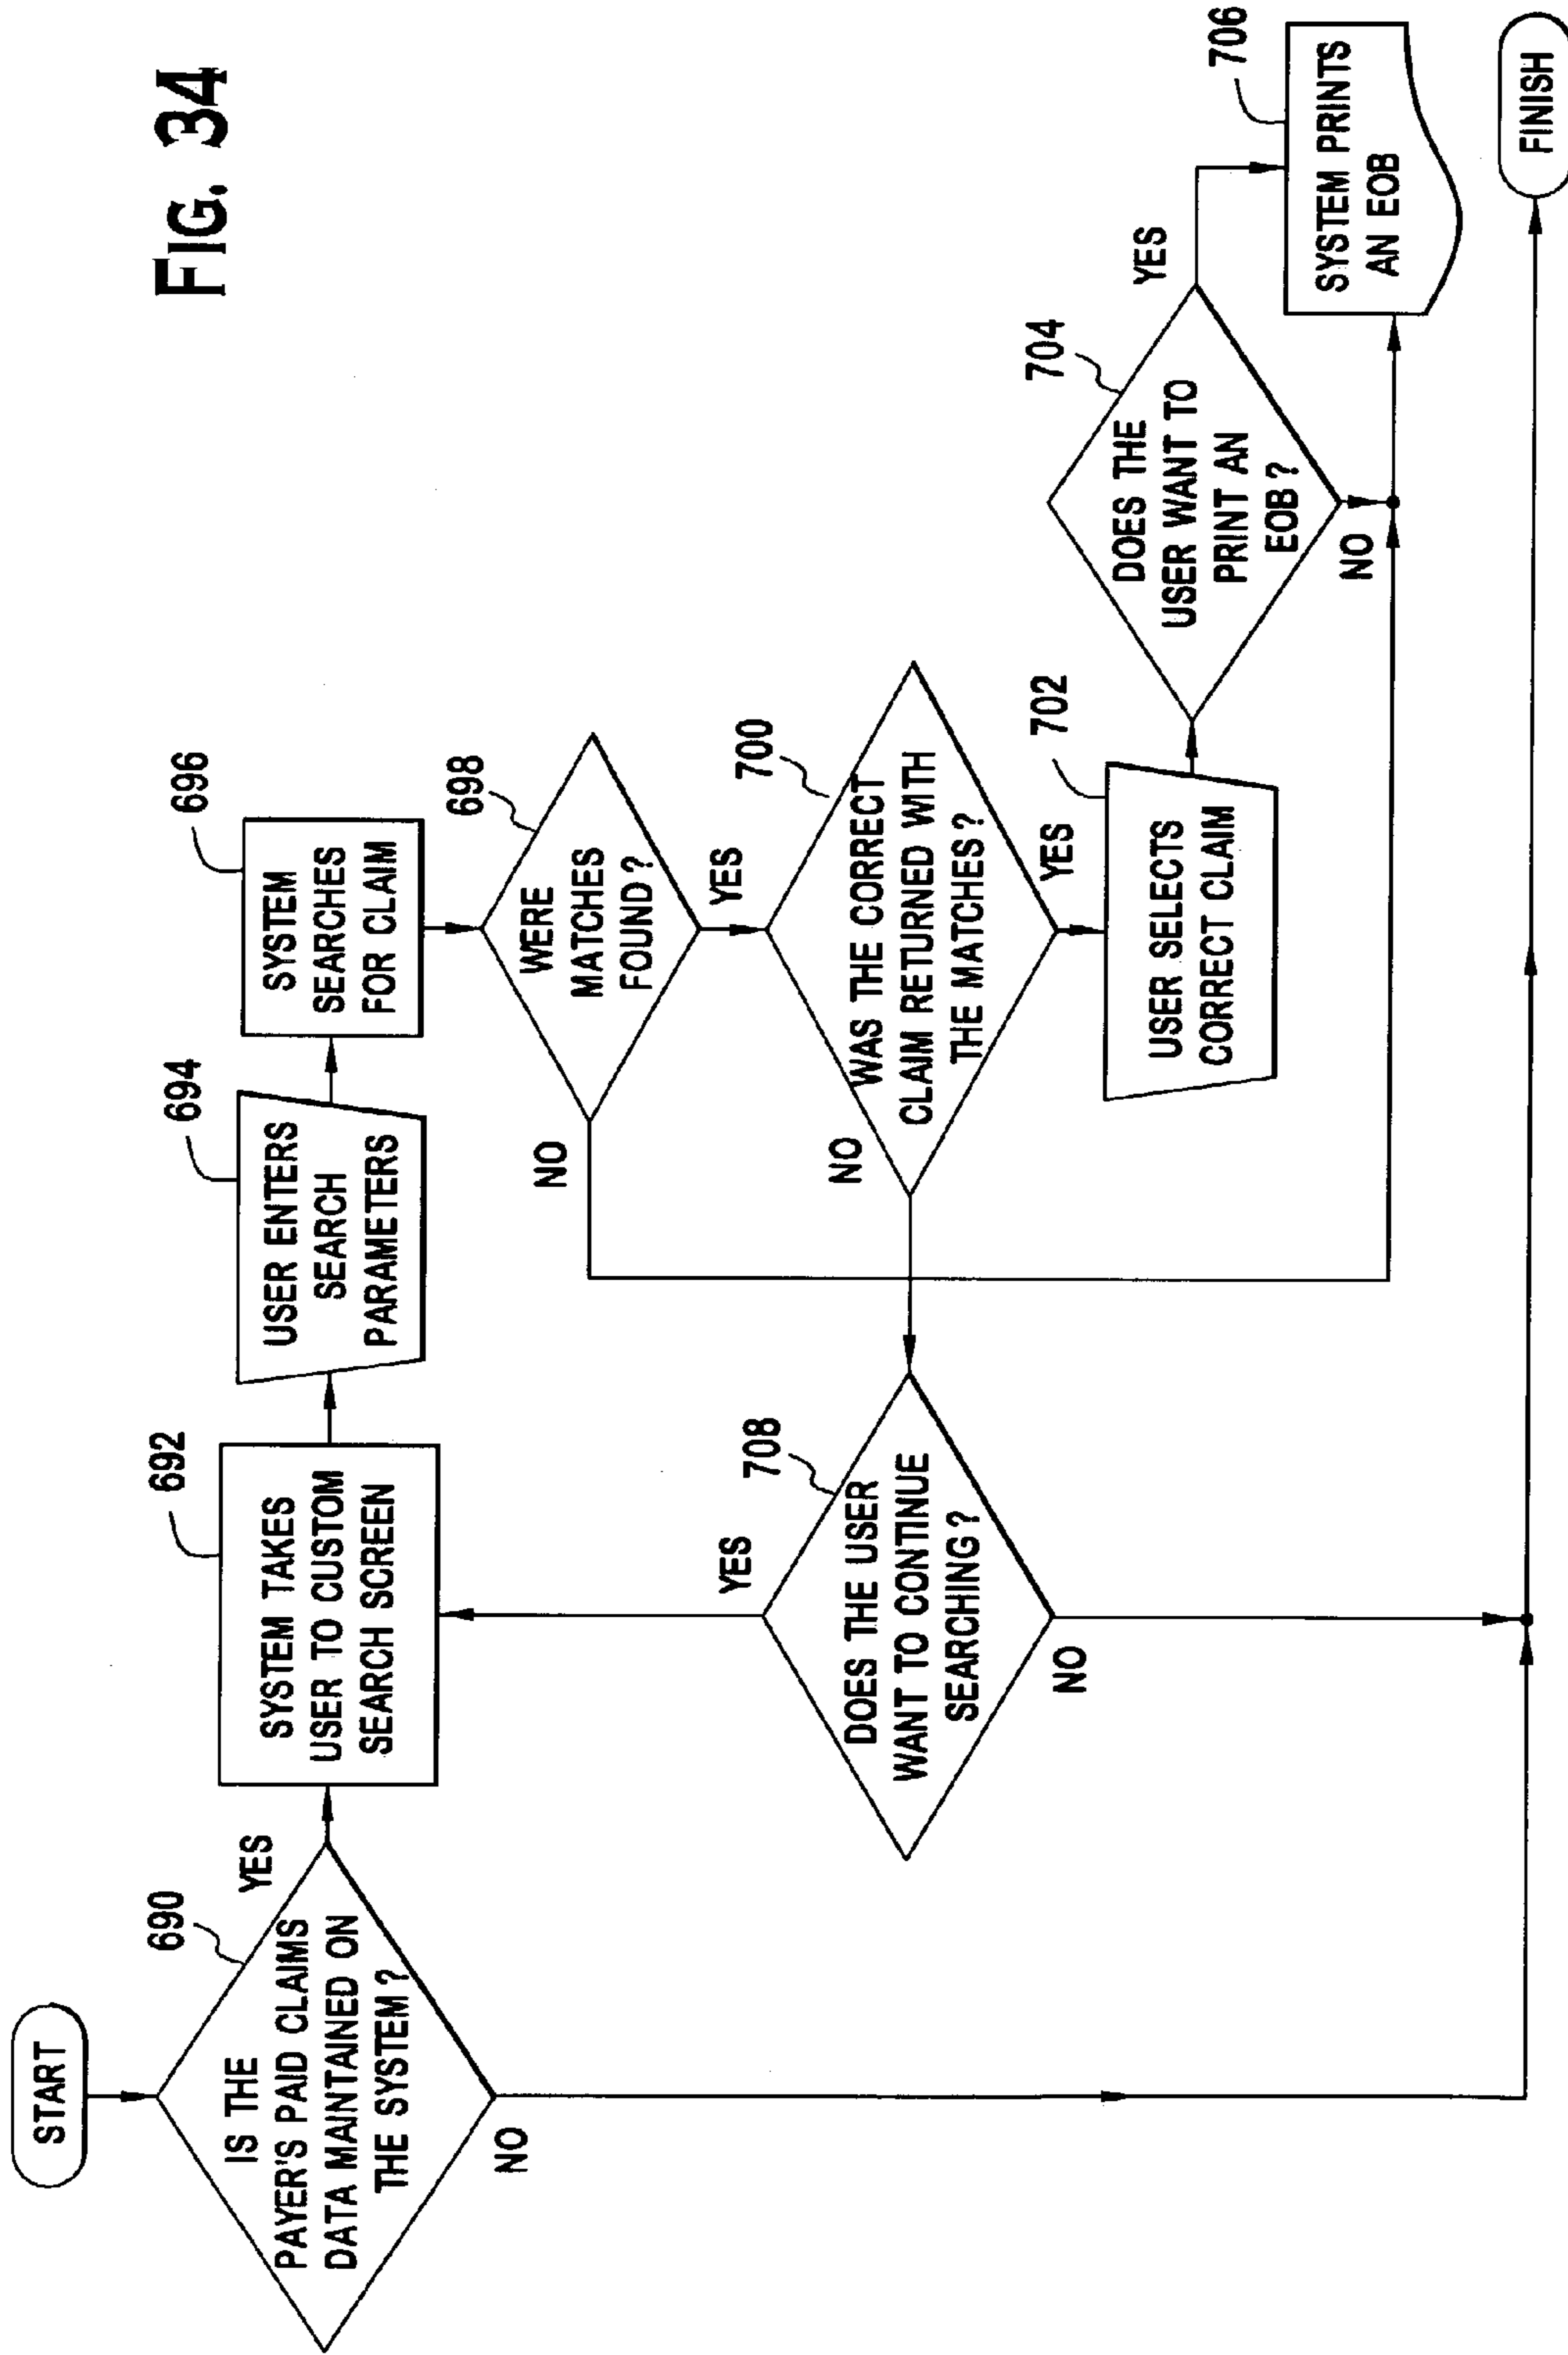 FIG. 34
START
690
IS THE
PAYER'S PAID CLAIMS
DATA MAINTAINED ON
THE SYSTEM?
YES
NO
692
SYSTEM TAKES
USER TO CUSTOM
SEARCH SCREEN
694
USER ENTERS
SEARCH
PARAMETERS
696
SYSTEM
SEARCHES
FOR CLAIM
698
WERE
MATCHES
FOUND?
NO
YES
700
WAS THE CORRECT
CLAIM RETURNED WITH
THE MATCHES?
NO
YES
702
USER SELECTS
CORRECT CLAIM
704
DOES THE
USER WANT TO
PRINT AN
EOB?
YES
NO
706
SYSTEM PRINTS
AN EOB
708
DOES THE USER
WANT TO CONTINUE
SEARCHING?
YES
NO
FINISH